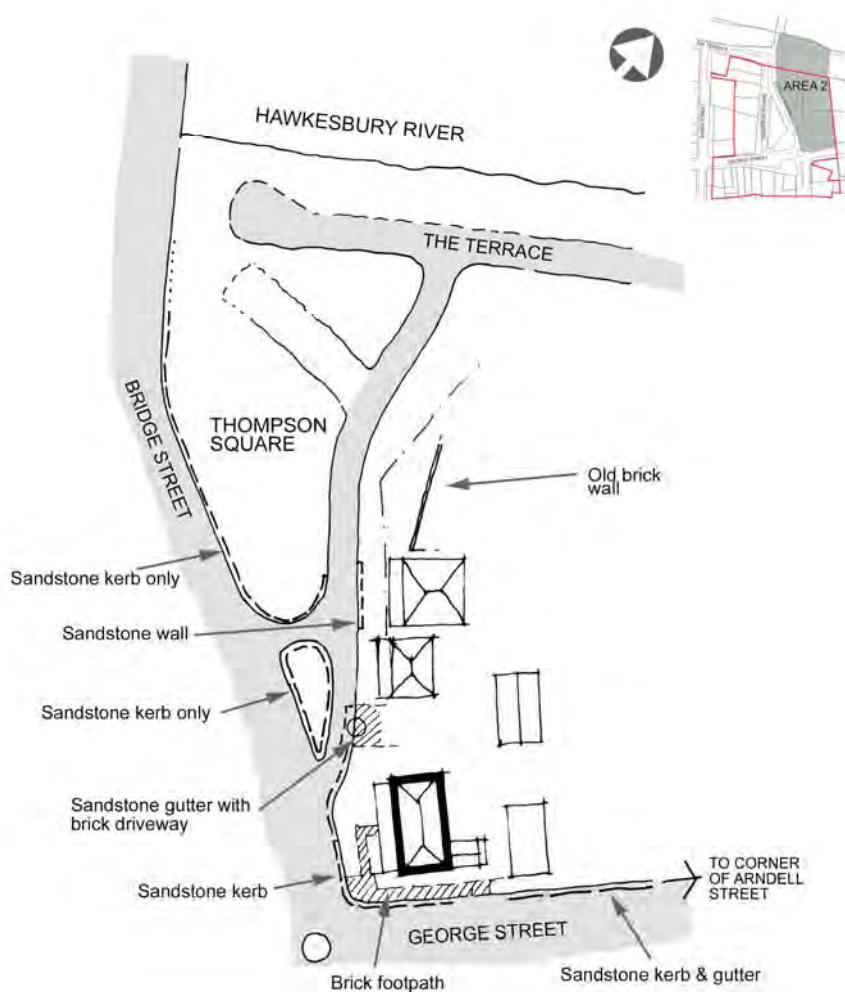 AREA 2
HAWKESBURY RIVER
THE TERRACE
BRIDGE STREET
THOMPSON
SQUARE
Old brick
wall
Sandstone kerb only
Sandstone wall
Sandstone kerb only
Sandstone gutter with
brick driveway
Sandstone kerb
TO CORNER
OF ARNDELL
STREET
GEORGE STREET
Brick footpath
Sandstone kerb & gutter